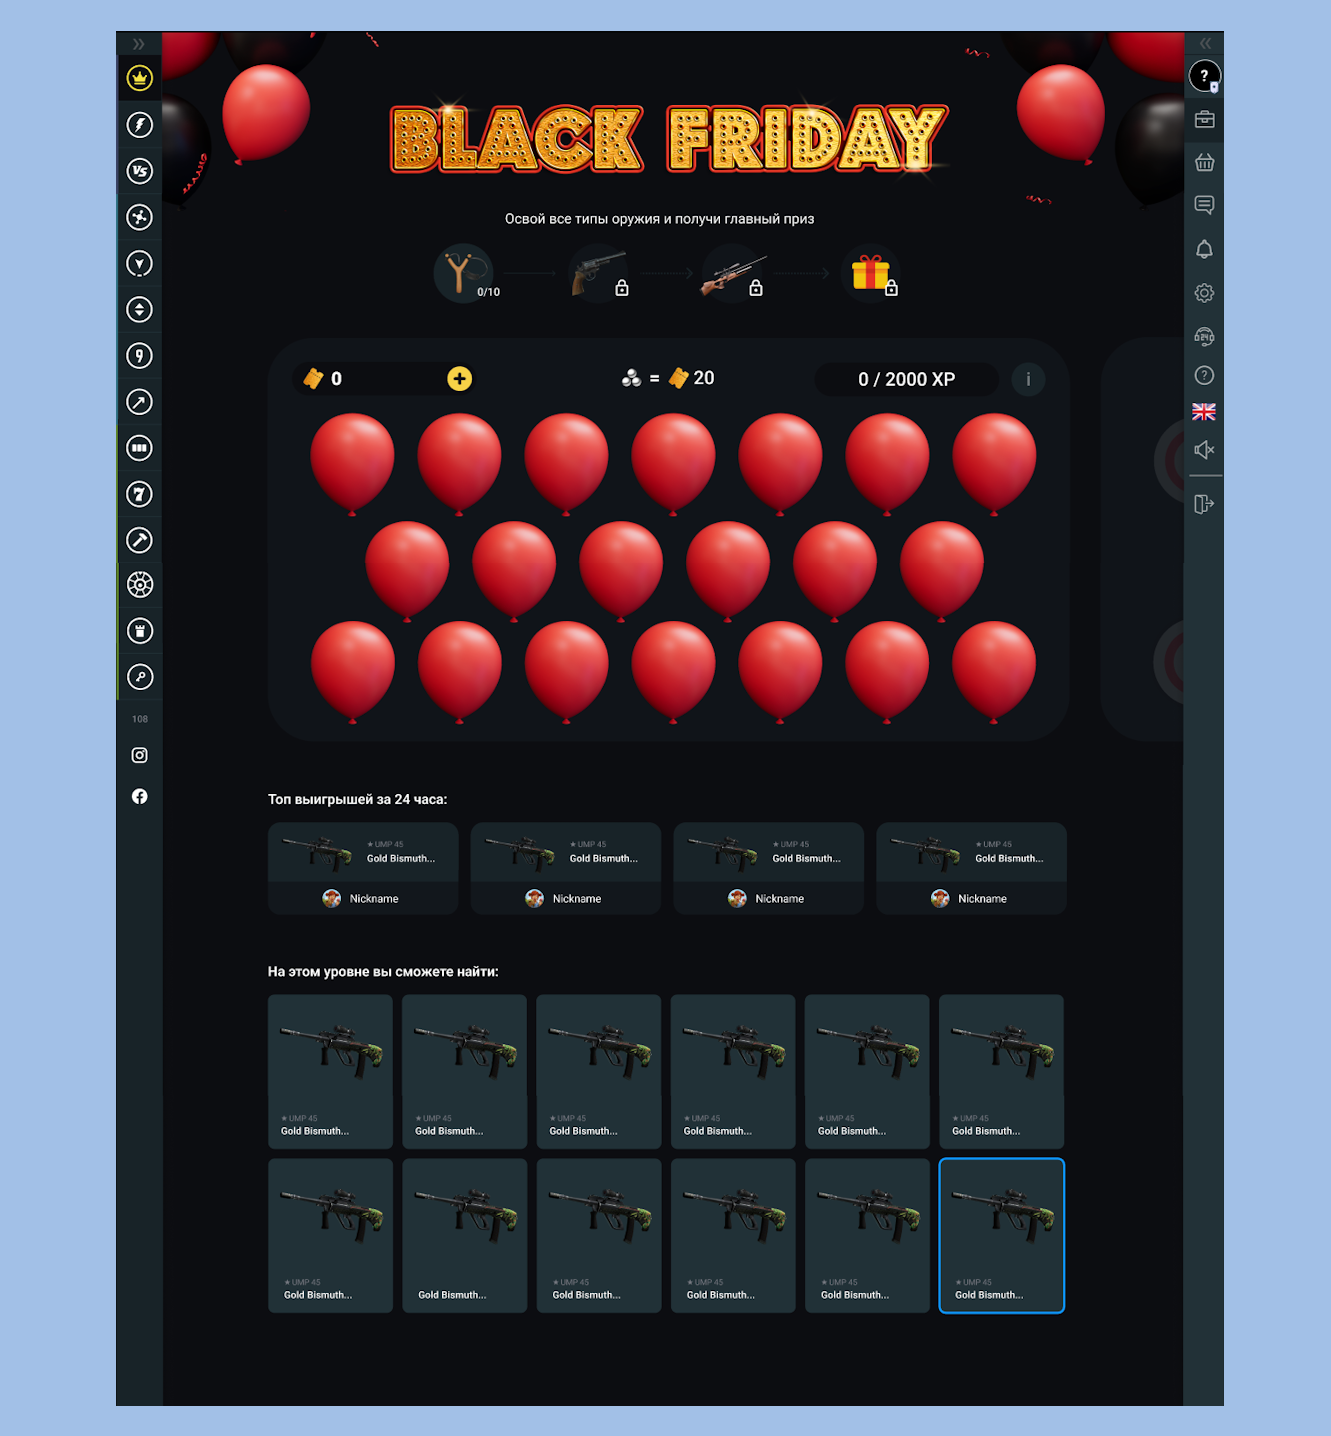 BLACK FRIDAY
Освой все типы оружия и получи главный приз
0/10
0
= 20
0 / 2000 XP
i
Топ выигрышей за 24 часа:
★ UMP 45
Gold Bismuth...
Nickname
★ UMP 45
Gold Bismuth...
Nickname
★ UMP 45
Gold Bismuth...
Nickname
★ UMP 45
Gold Bismuth...
Nickname
На этом уровне вы сможете найти:
★ UMP 45
Gold Bismuth...
★ UMP 45
Gold Bismuth...
★ UMP 45
Gold Bismuth...
★ UMP 45
Gold Bismuth...
★ UMP 45
Gold Bismuth...
★ UMP 45
Gold Bismuth...
★ UMP 45
Gold Bismuth...
Gold Bismuth...
★ UMP 45
Gold Bismuth...
★ UMP 45
Gold Bismuth...
★ UMP 45
Gold Bismuth...
★ UMP 45
Gold Bismuth...
VS
9
7
108
?
24
?